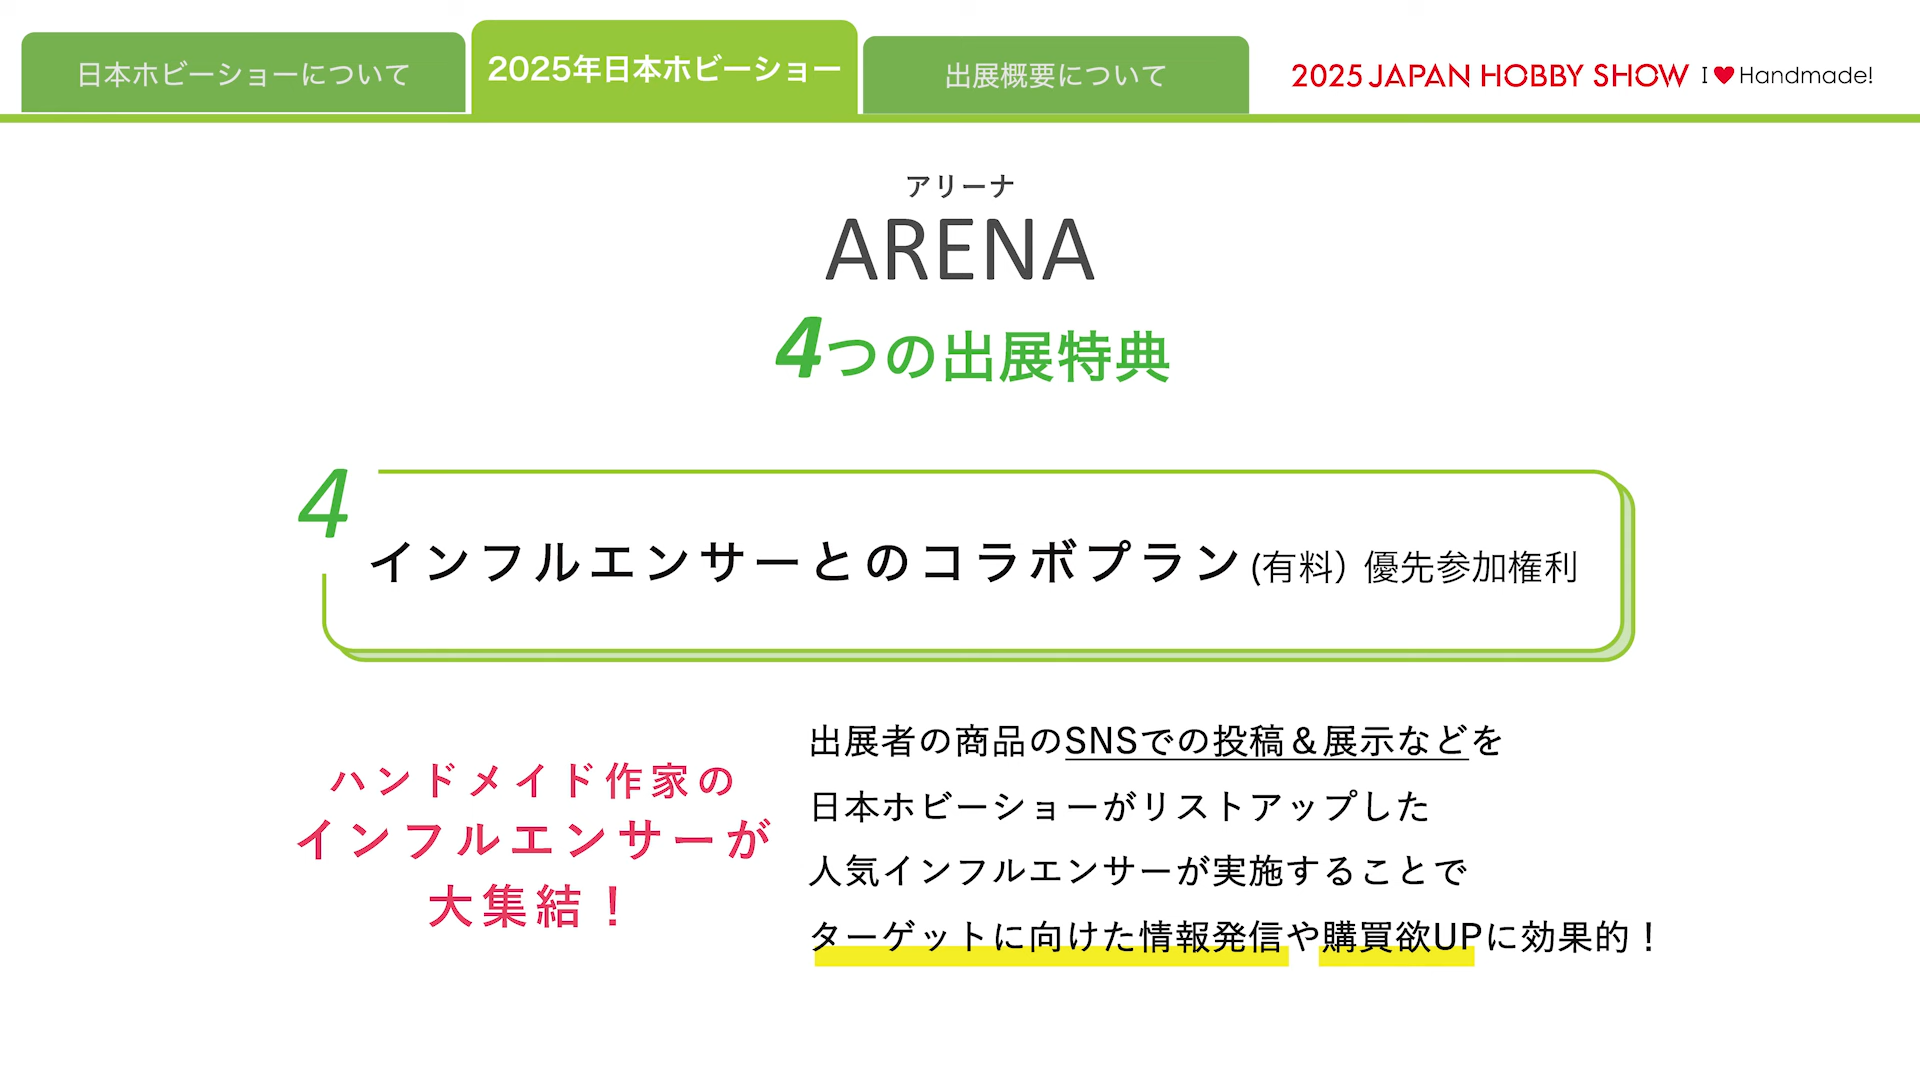 日本ホビーショーについて
2025年日本ホビーショー
出展概要について
2025 JAPAN HOBBY SHOW I❤Handmade!
アリーナ
ARENA
4つの出展特典
4
インフルエンサーとのコラボプラン(有料）優先参加権利
ハンドメイド作家の
インフルエンサーが
大集結！
出展者の商品のSNSでの投稿＆展示などを
日本ホビーショーがリストアップした
人気インフルエンサーが実施することで
ターゲットに向けた情報発信や購買欲UPに効果的！